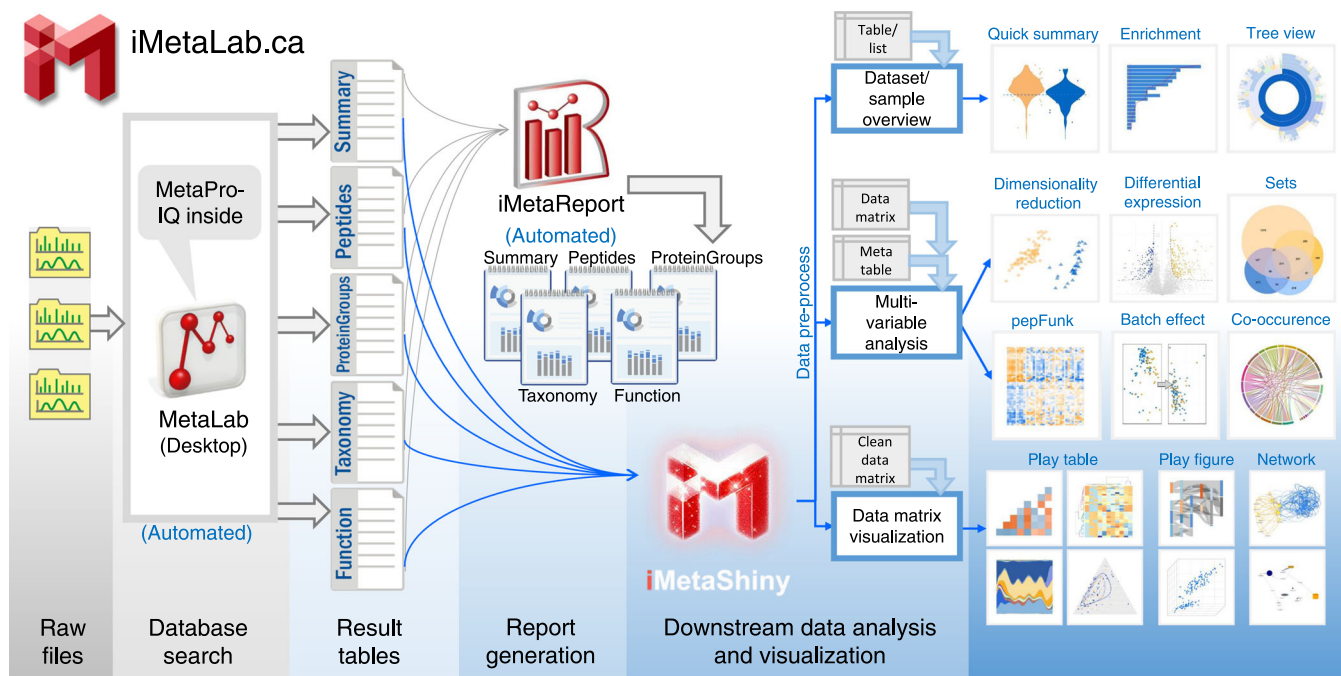 iMetaLab.ca
MetaPro-
IQ inside
MetaLab
(Desktop)
(Automated)
Summary
Peptides
ProteinGroups
Taxonomy
Function
iMetaReport
(Automated)
Summary
Peptides
ProteinGroups
Taxonomy
Function
iMetaShiny
Data pre-process
Table/
list
Dataset/
sample
overview
Data
matrix
Meta
table
Multi-
variable
analysis
Clean
data
matrix
Data matrix
visualization
Quick summary
Enrichment
Tree view
Dimensionality
reduction
Differential
expression
Sets
pepFunk
Batch effect
Co-occurence
Play table
Play figure
Network
Raw
files
Database
search
Result
tables
Report
generation
Downstream data analysis
and visualization